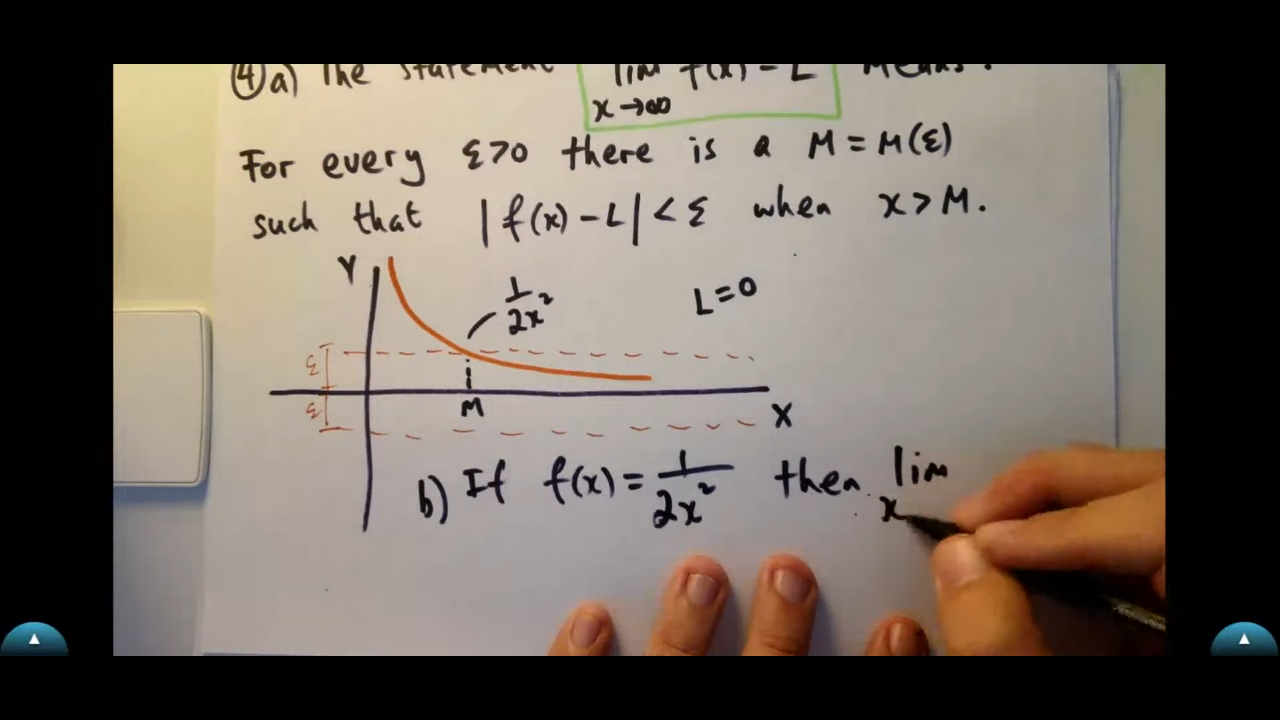 ④a) The statement lim f(x) = L means:
x→∞
For every ε>0 there is a M = M(ε)
such that |f(x) - L| < ε when x > M.
Y
1/2x²
L=0
ε
ε
M
X
b) If f(x) = 1/2x² then lim
x